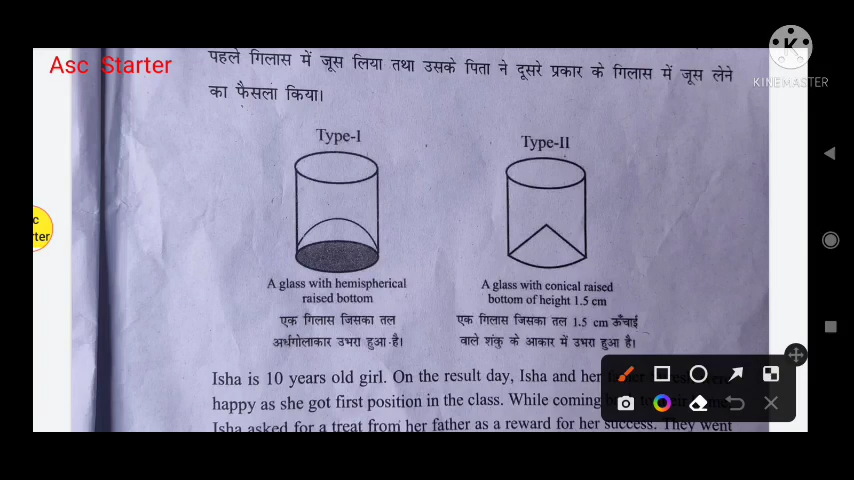 पहले गिलास में जूस लिया तथा उसके पिता ने दूसरे प्रकार के गिलास में जूस लेने
Asc Starter
का फैसला किया।
KINEMASTER
Type-I
Type-II
A glass with hemispherical
raised bottom
एक गिलास जिसका तल
अर्धगोलाकार उभरा हुआ है।
A glass with conical raised
bottom of height 1.5 cm
एक गिलास जिसका तल 1.5 cm ऊँचाई
वाले शंकु के आकार में उभरा हुआ है।
Isha is 10 years old girl. On the result day, Isha and her
happy as she got first position in the class. While coming
Isha asked for a treat from her father as a reward for her success. They went